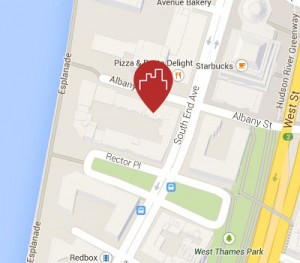 Avenue Bakery
Pizza & Pasta Delight
Starbucks
Esplanade
Hudson River Greenway
Albany
West St
Albany St
South End Ave
Rector Pl
West Thames Park
Esplanade
Redbox